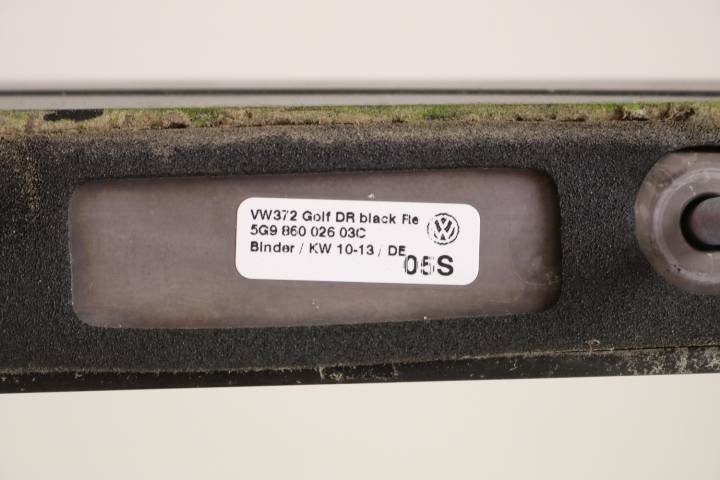 VW372 Golf DR black Re
5G9 860 026 03C
Binder / KW 10-13 / DE
05S